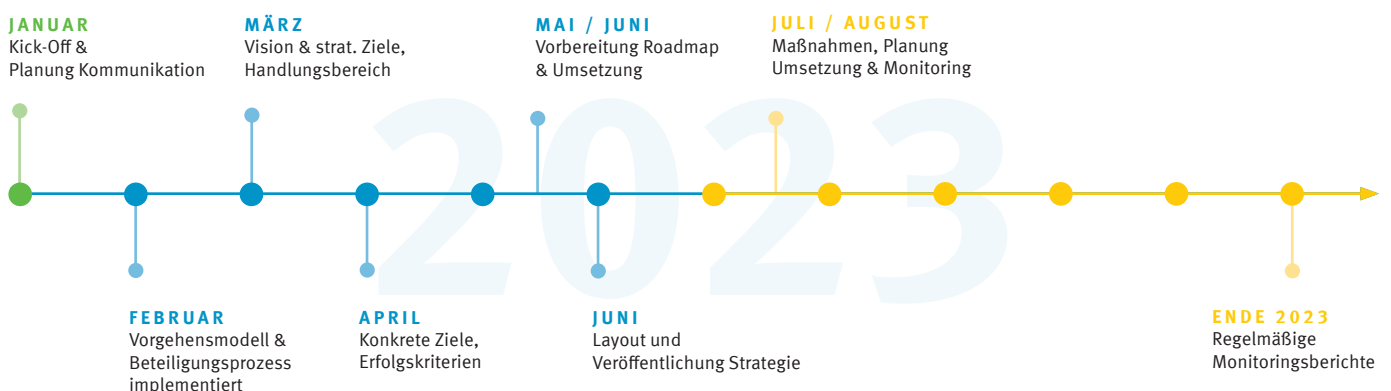 JANUAR
Kick-Off &
Planung Kommunikation
MÄRZ
Vision & strat. Ziele,
Handlungsbereich
MAI / JUNI
Vorbereitung Roadmap
& Umsetzung
JULI / AUGUST
Maßnahmen, Planung
Umsetzung & Monitoring
2023
FEBRUAR
Vorgehensmodell &
Beteiligungsprozess
implementiert
APRIL
Konkrete Ziele,
Erfolgskriterien
JUNI
Layout und
Veröffentlichung Strategie
ENDE 2023
Regelmäßige
Monitoringsberichte